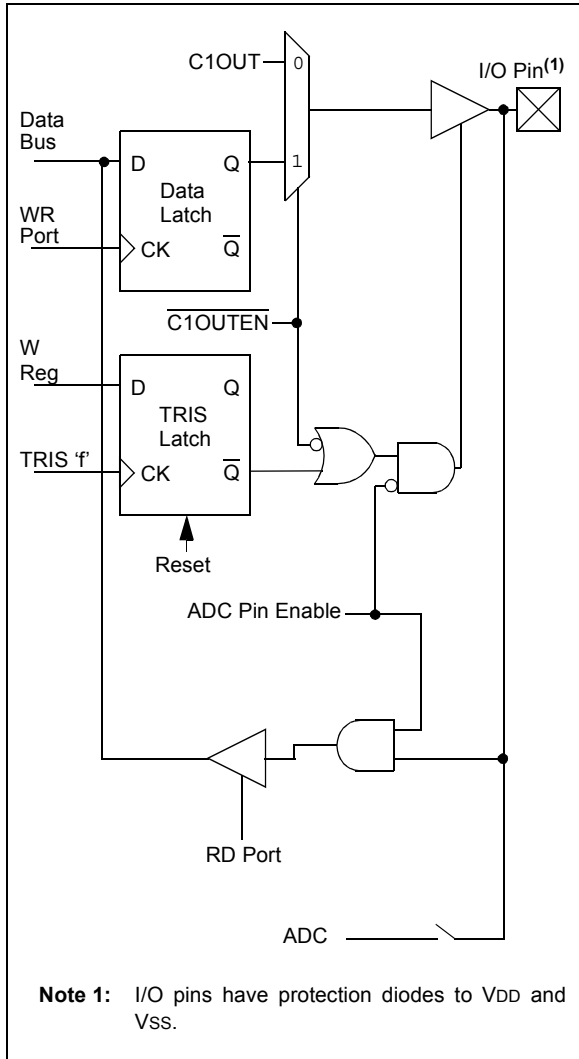 C1OUT
0
I/O Pin(1)
Data
Bus
D
Q
1
Data
Latch
WR
Port
CK
Q̅
C̅1̅O̅U̅T̅E̅N̅
W
Reg
D
Q
TRIS
Latch
TRIS ‘f’
CK
Q̅
Reset
ADC Pin Enable
RD Port
ADC
Note 1: I/O pins have protection diodes to VDD and
VSS.